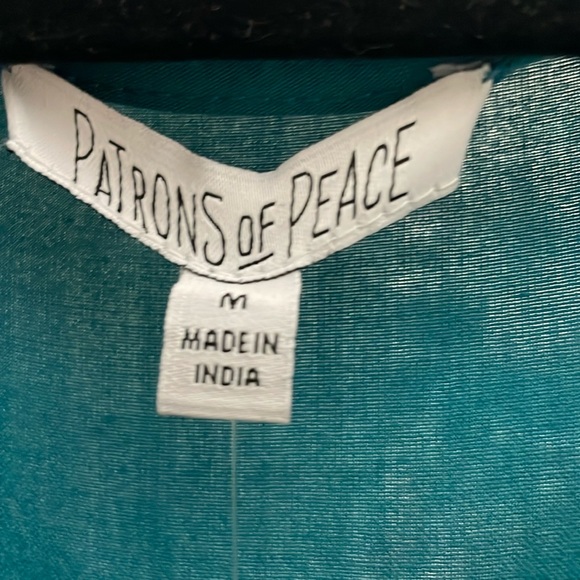 PATRONS OF PEACE
M
MADE IN
INDIA